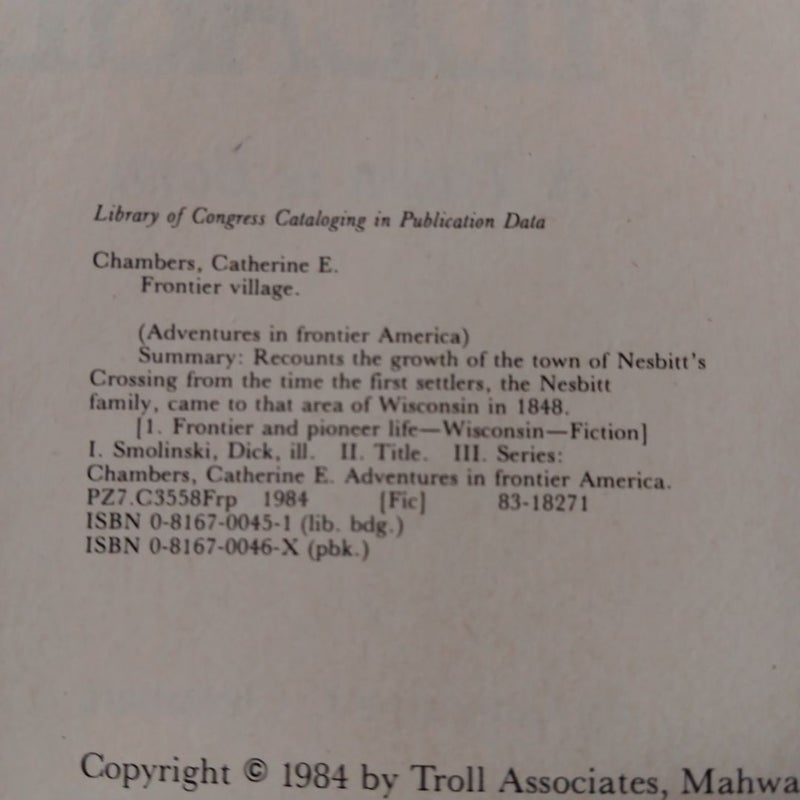 Library of Congress Cataloging in Publication Data
Chambers, Catherine E.
Frontier village.
(Adventures in frontier America)
Summary: Recounts the growth of the town of Nesbitt's
Crossing from the time the first settlers, the Nesbitt
family, came to that area of Wisconsin in 1848.
[1. Frontier and pioneer life—Wisconsin—Fiction]
I. Smolinski, Dick, ill. II. Title. III. Series:
Chambers, Catherine E. Adventures in frontier America.
PZ7.C3558Frp 1984 [Fic] 83-18271
ISBN 0-8167-0045-1 (lib. bdg.)
ISBN 0-8167-0046-X (pbk.)
Copyright © 1984 by Troll Associates, Mahwa